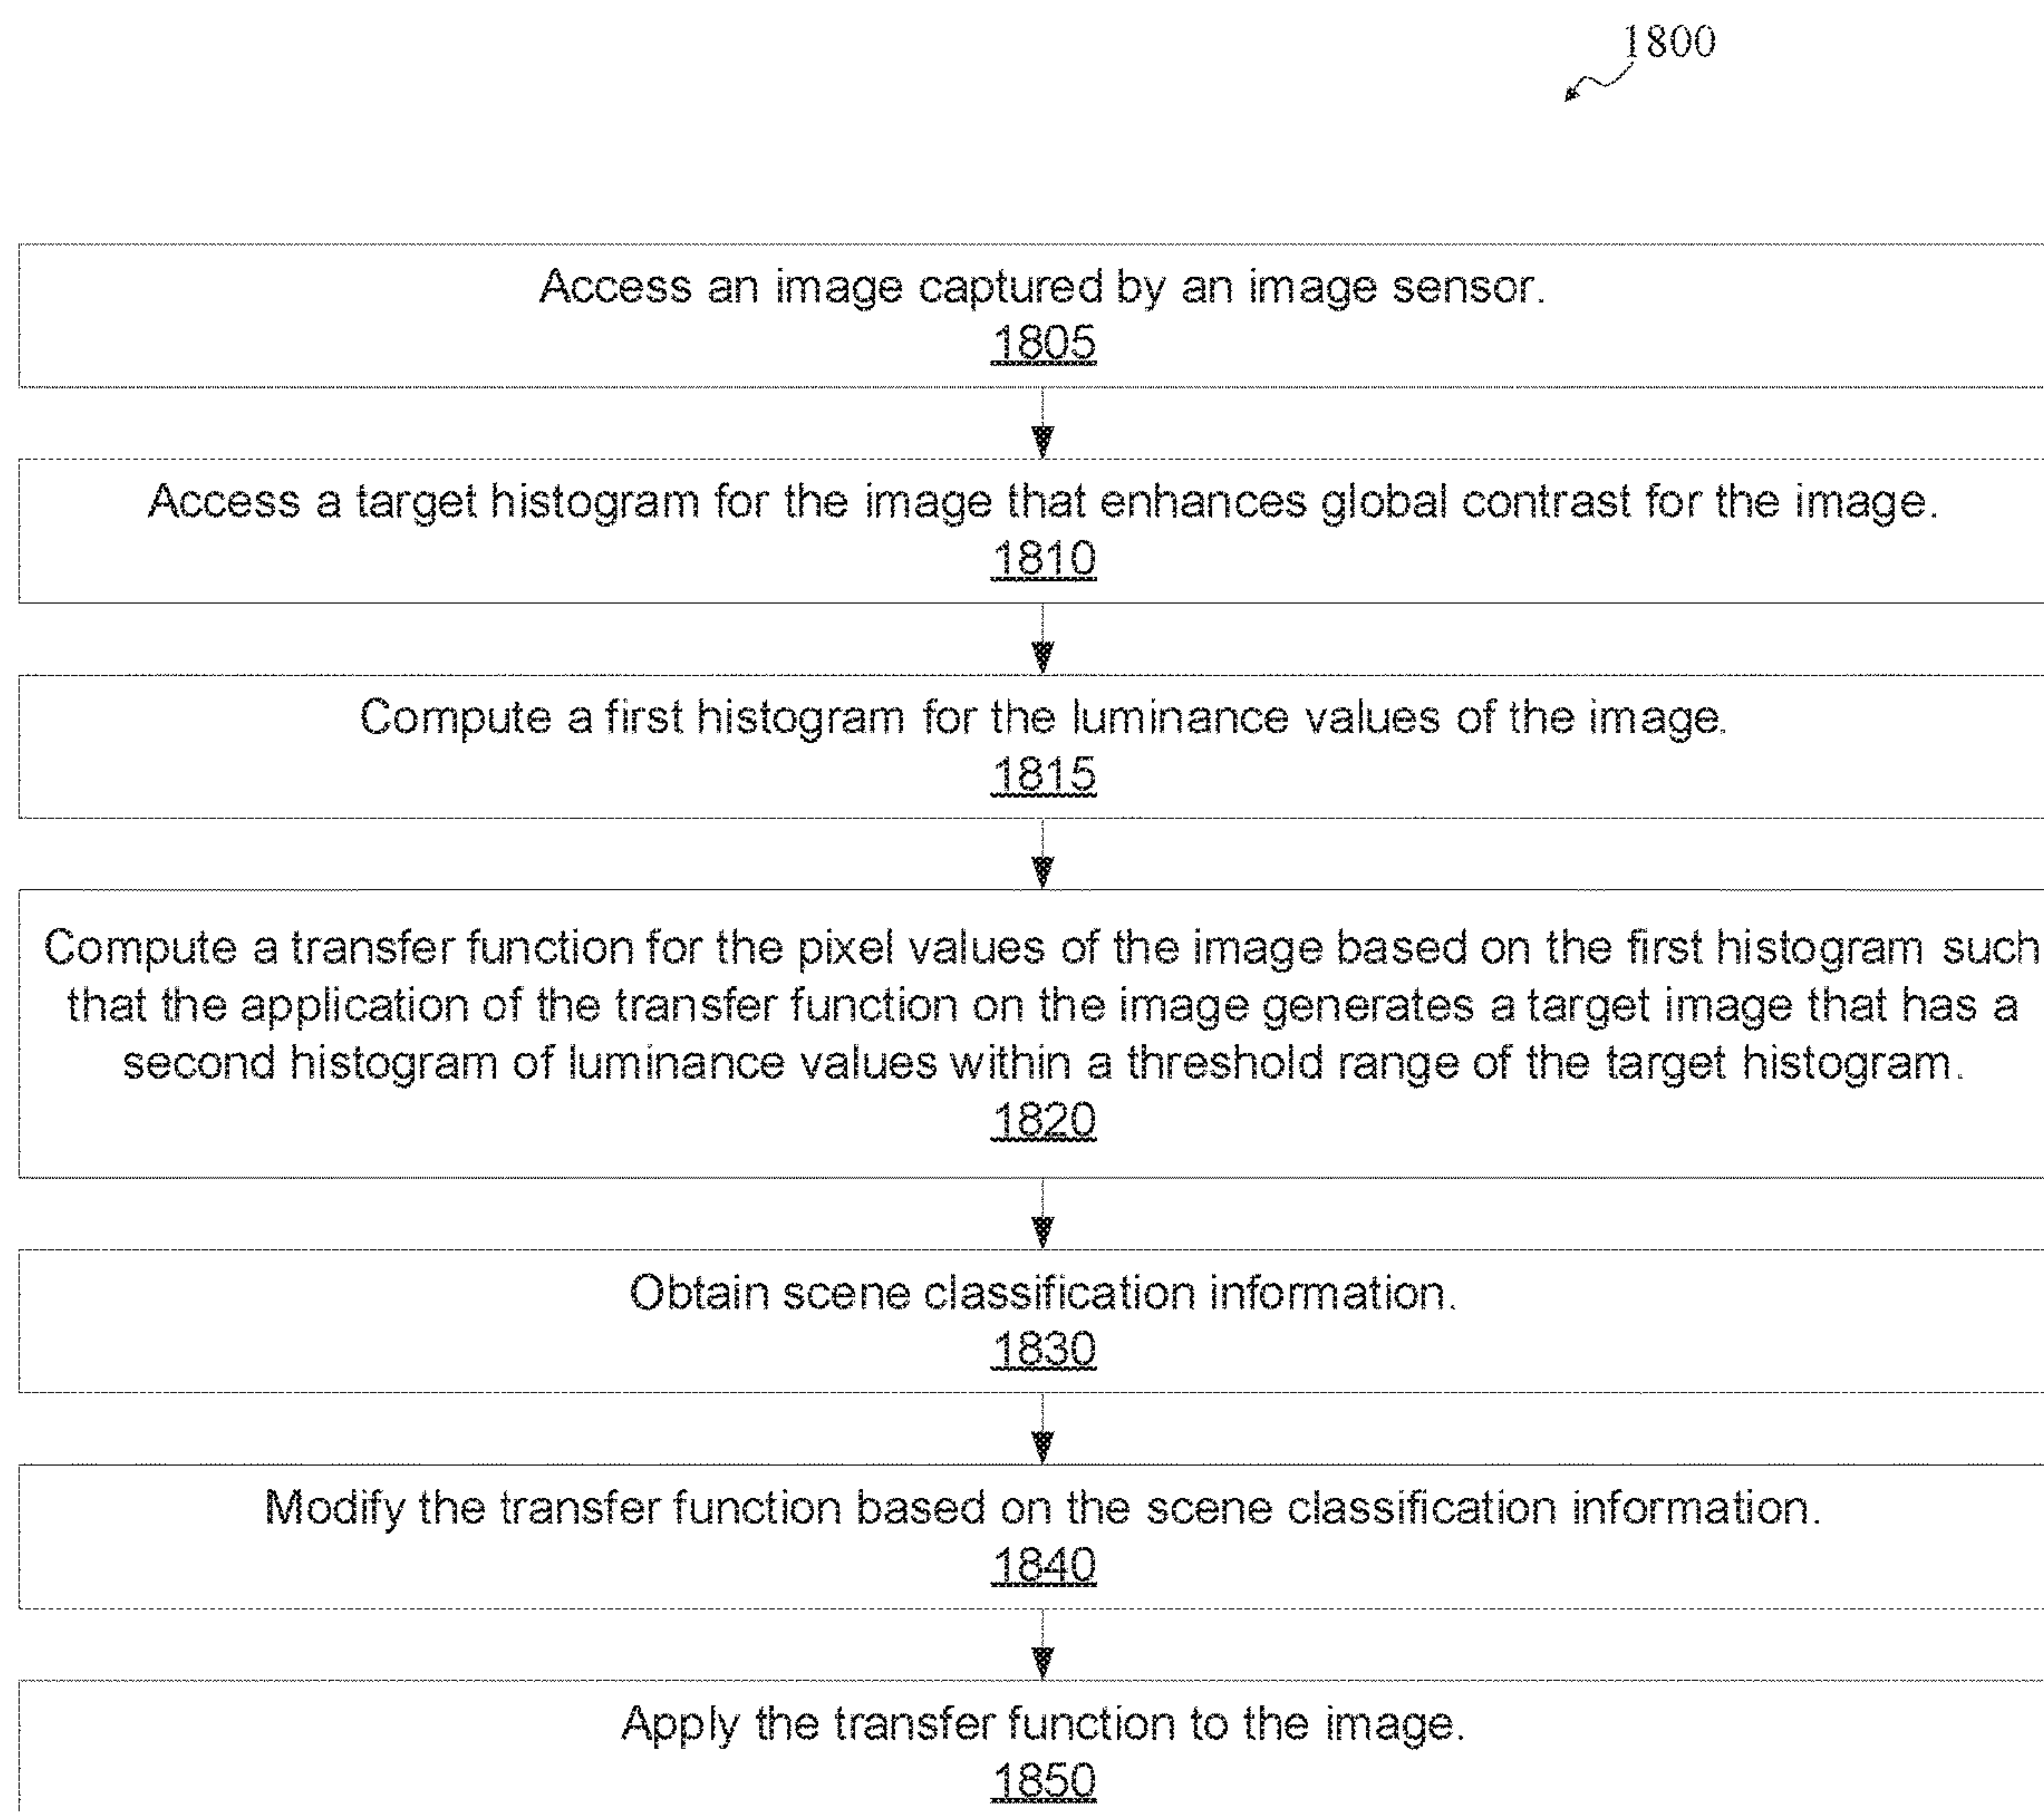 1800
Access an image captured by an image sensor.
1805
Access a target histogram for the image that enhances global contrast for the image.
1810
Compute a first histogram for the luminance values of the image.
1815
Compute a transfer function for the pixel values of the image based on the first histogram such
that the application of the transfer function on the image generates a target image that has a
second histogram of luminance values within a threshold range of the target histogram.
1820
Obtain scene classification information.
1830
Modify the transfer function based on the scene classification information.
1840
Apply the transfer function to the image.
1850